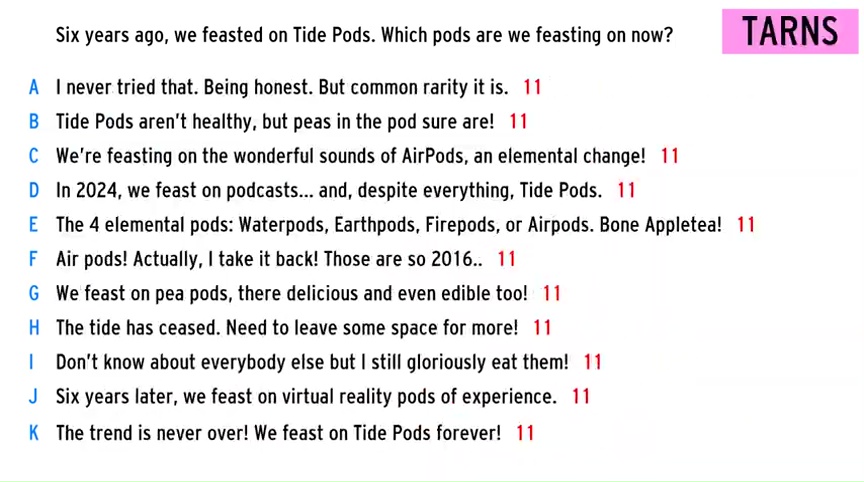 Six years ago, we feasted on Tide Pods. Which pods are we feasting on now?
TARNS
A I never tried that. Being honest. But common rarity it is. 11
B Tide Pods aren't healthy, but peas in the pod sure are! 11
C We're feasting on the wonderful sounds of AirPods, an elemental change! 11
D In 2024, we feast on podcasts... and, despite everything, Tide Pods. 11
E The 4 elemental pods: Waterpods, Earthpods, Firepods, or Airpods. Bone Appletea! 11
F Air pods! Actually, I take it back! Those are so 2016.. 11
G We feast on pea pods, there delicious and even edible too! 11
H The tide has ceased. Need to leave some space for more! 11
I Don't know about everybody else but I still gloriously eat them! 11
J Six years later, we feast on virtual reality pods of experience. 11
K The trend is never over! We feast on Tide Pods forever! 11